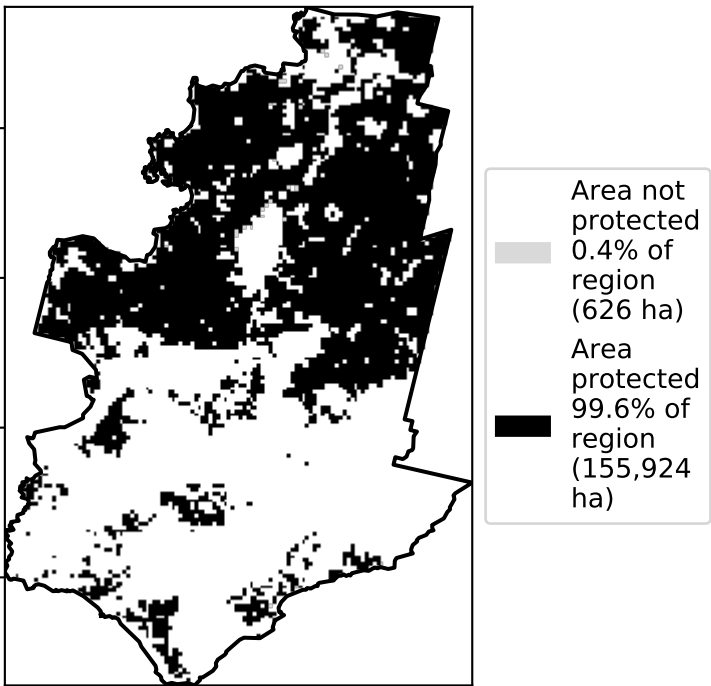 Area not
protected
0.4% of
region
(626 ha)
Area
protected
99.6% of
region
(155,924
ha)